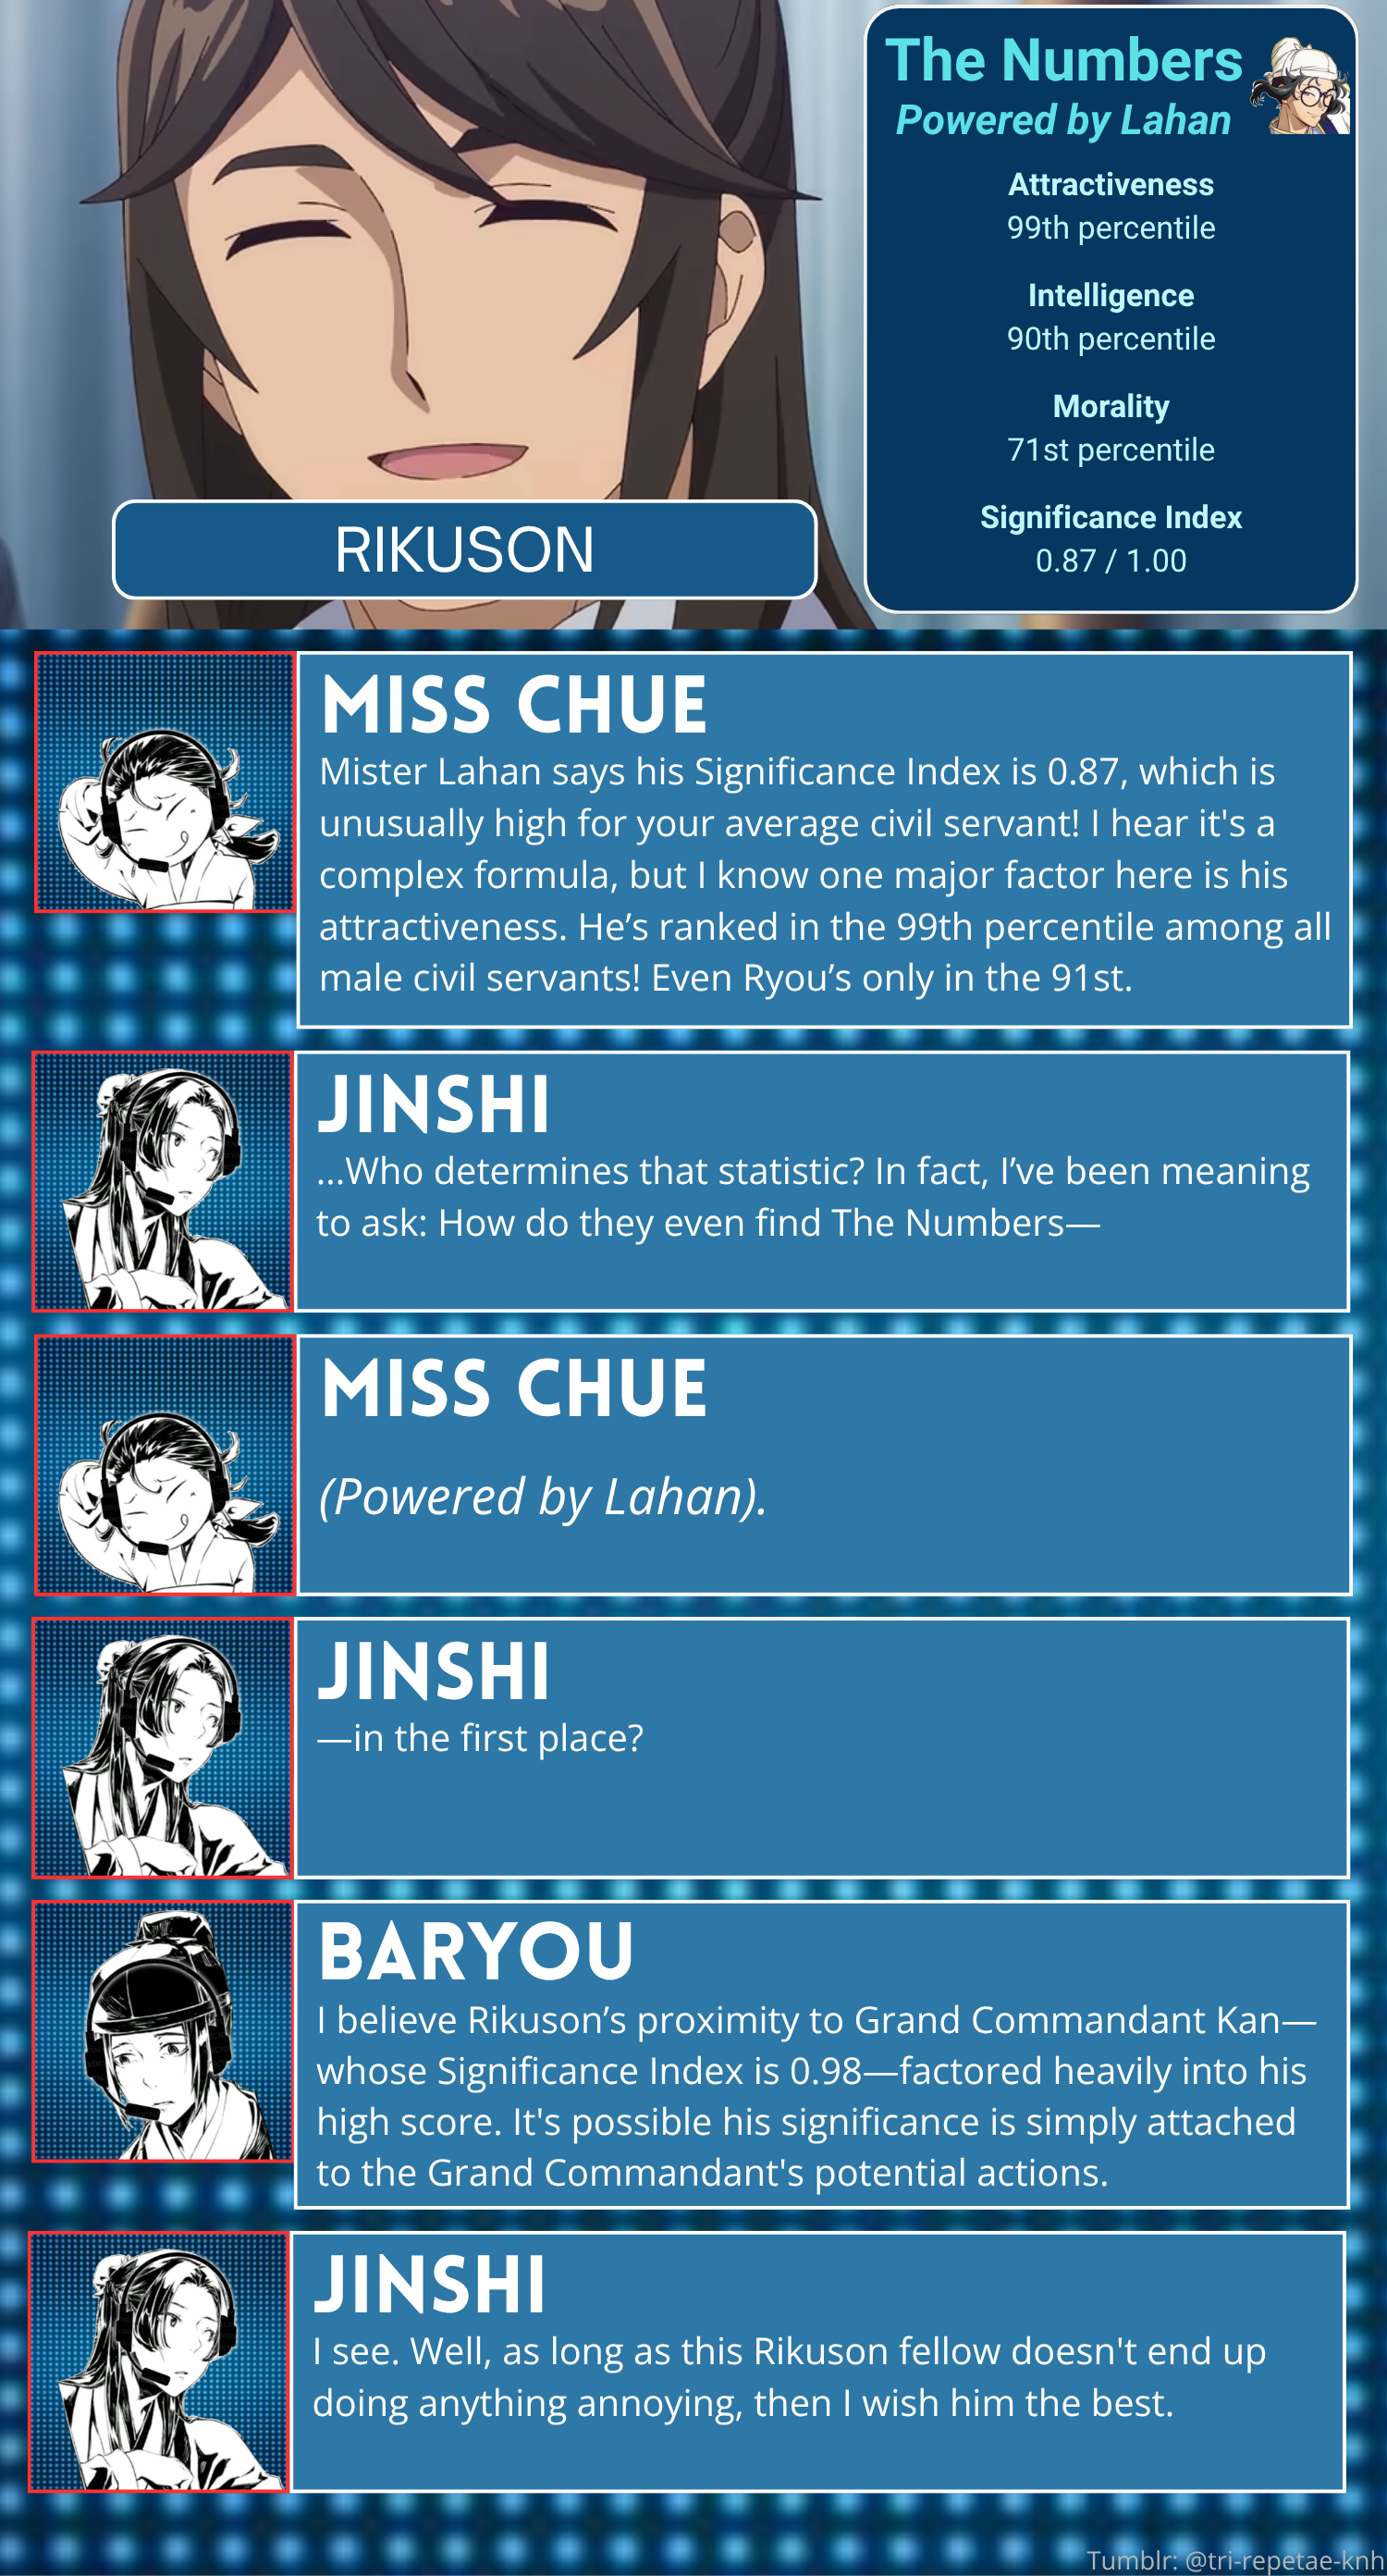 The Numbers
Powered by Lahan
Attractiveness
99th percentile
Intelligence
90th percentile
Morality
71st percentile
Significance Index
0.87 / 1.00
RIKUSON
MISS CHUE
Mister Lahan says his Significance Index is 0.87, which is
unusually high for your average civil servant! I hear it's a
complex formula, but I know one major factor here is his
attractiveness. He’s ranked in the 99th percentile among all
male civil servants! Even Ryou’s only in the 91st.
JINSHI
...Who determines that statistic? In fact, I’ve been meaning
to ask: How do they even find The Numbers—
MISS CHUE
(Powered by Lahan).
JINSHI
—in the first place?
BARYOU
I believe Rikuson’s proximity to Grand Commandant Kan—
whose Significance Index is 0.98—factored heavily into his
high score. It's possible his significance is simply attached
to the Grand Commandant's potential actions.
JINSHI
I see. Well, as long as this Rikuson fellow doesn't end up
doing anything annoying, then I wish him the best.
Tumblr: @tri-repetae-knh